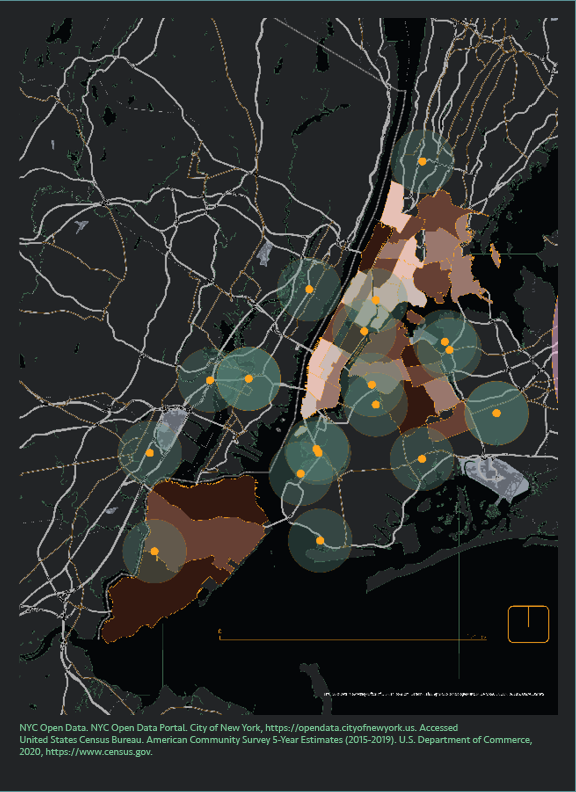 NYC Open Data. NYC Open Data Portal. City of New York, https://opendata.cityofnewyork.us. Accessed
United States Census Bureau. American Community Survey 5-Year Estimates (2015-2019). U.S. Department of Commerce,
2020, https://www.census.gov.